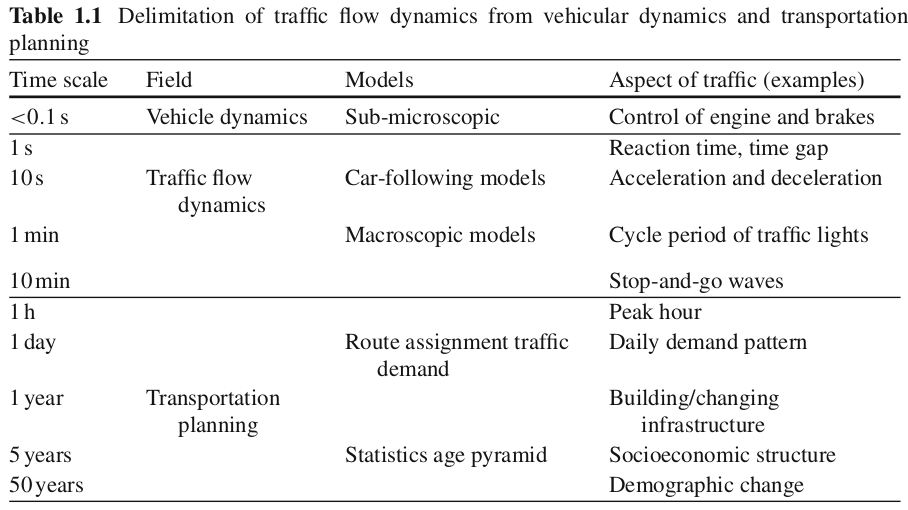 Table 1.1 Delimitation of traffic flow dynamics from vehicular dynamics and transportation
planning
Time scale Field Models Aspect of traffic (examples)
<0.1 s Vehicle dynamics Sub-microscopic Control of engine and brakes
1 s Reaction time, time gap
10 s Traffic flow Car-following models Acceleration and deceleration
dynamics
1 min Macroscopic models Cycle period of traffic lights
10 min Stop-and-go waves
1 h Peak hour
1 day Route assignment traffic Daily demand pattern
demand
1 year Transportation Building/changing
planning infrastructure
5 years Statistics age pyramid Socioeconomic structure
50 years Demographic change